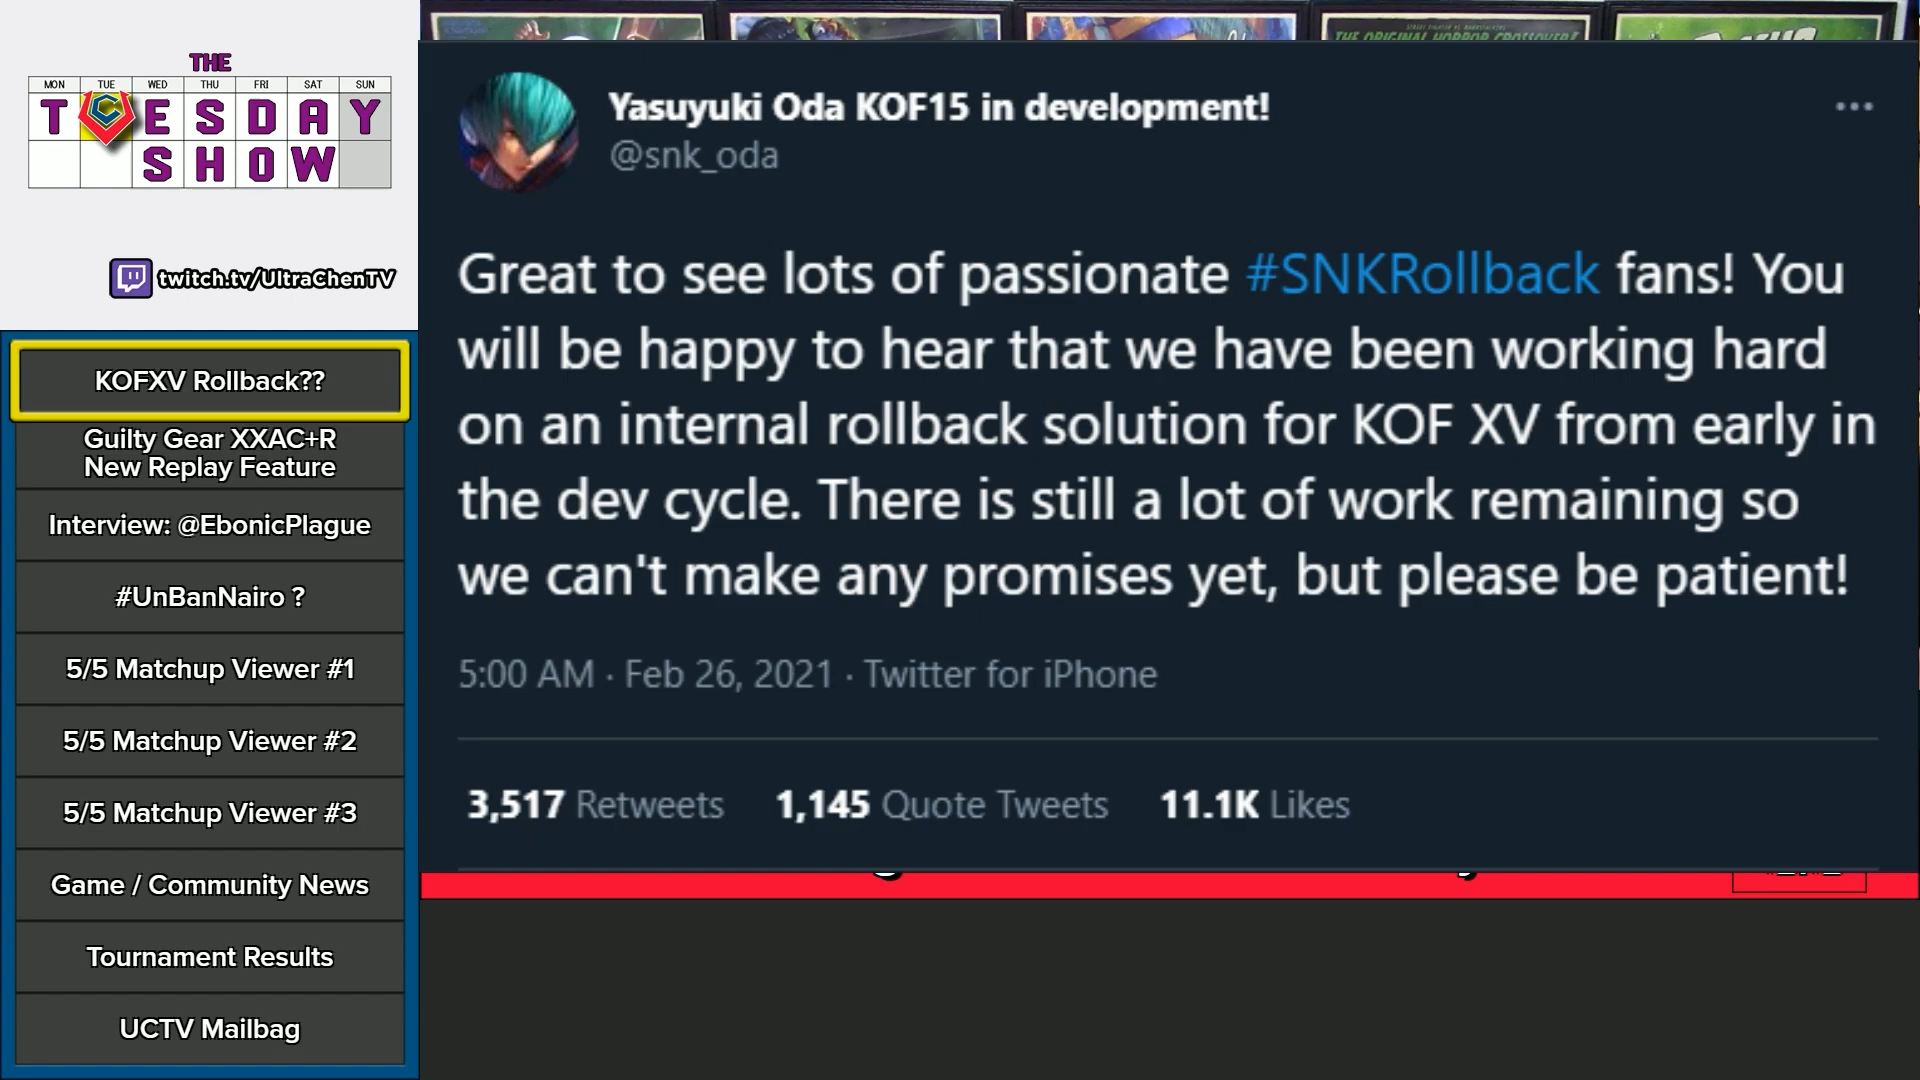 THE
MON TUE WED THU FRI SAT SUN
TUESDAY
SHOW
twitch.tv/UltraChenTV
KOFXV Rollback??
Guilty Gear XXAC+R
New Replay Feature
Interview: @EbonicPlague
#UnBanNairo ?
5/5 Matchup Viewer #1
5/5 Matchup Viewer #2
5/5 Matchup Viewer #3
Game / Community News
Tournament Results
UCTV Mailbag
THE ORIGINAL HORROR CROSSOVER!
Yasuyuki Oda KOF15 in development!
@snk_oda
Great to see lots of passionate #SNKRollback fans! You
will be happy to hear that we have been working hard
on an internal rollback solution for KOF XV from early in
the dev cycle. There is still a lot of work remaining so
we can't make any promises yet, but please be patient!
5:00 AM · Feb 26, 2021 · Twitter for iPhone
3,517 Retweets 1,145 Quote Tweets 11.1K Likes